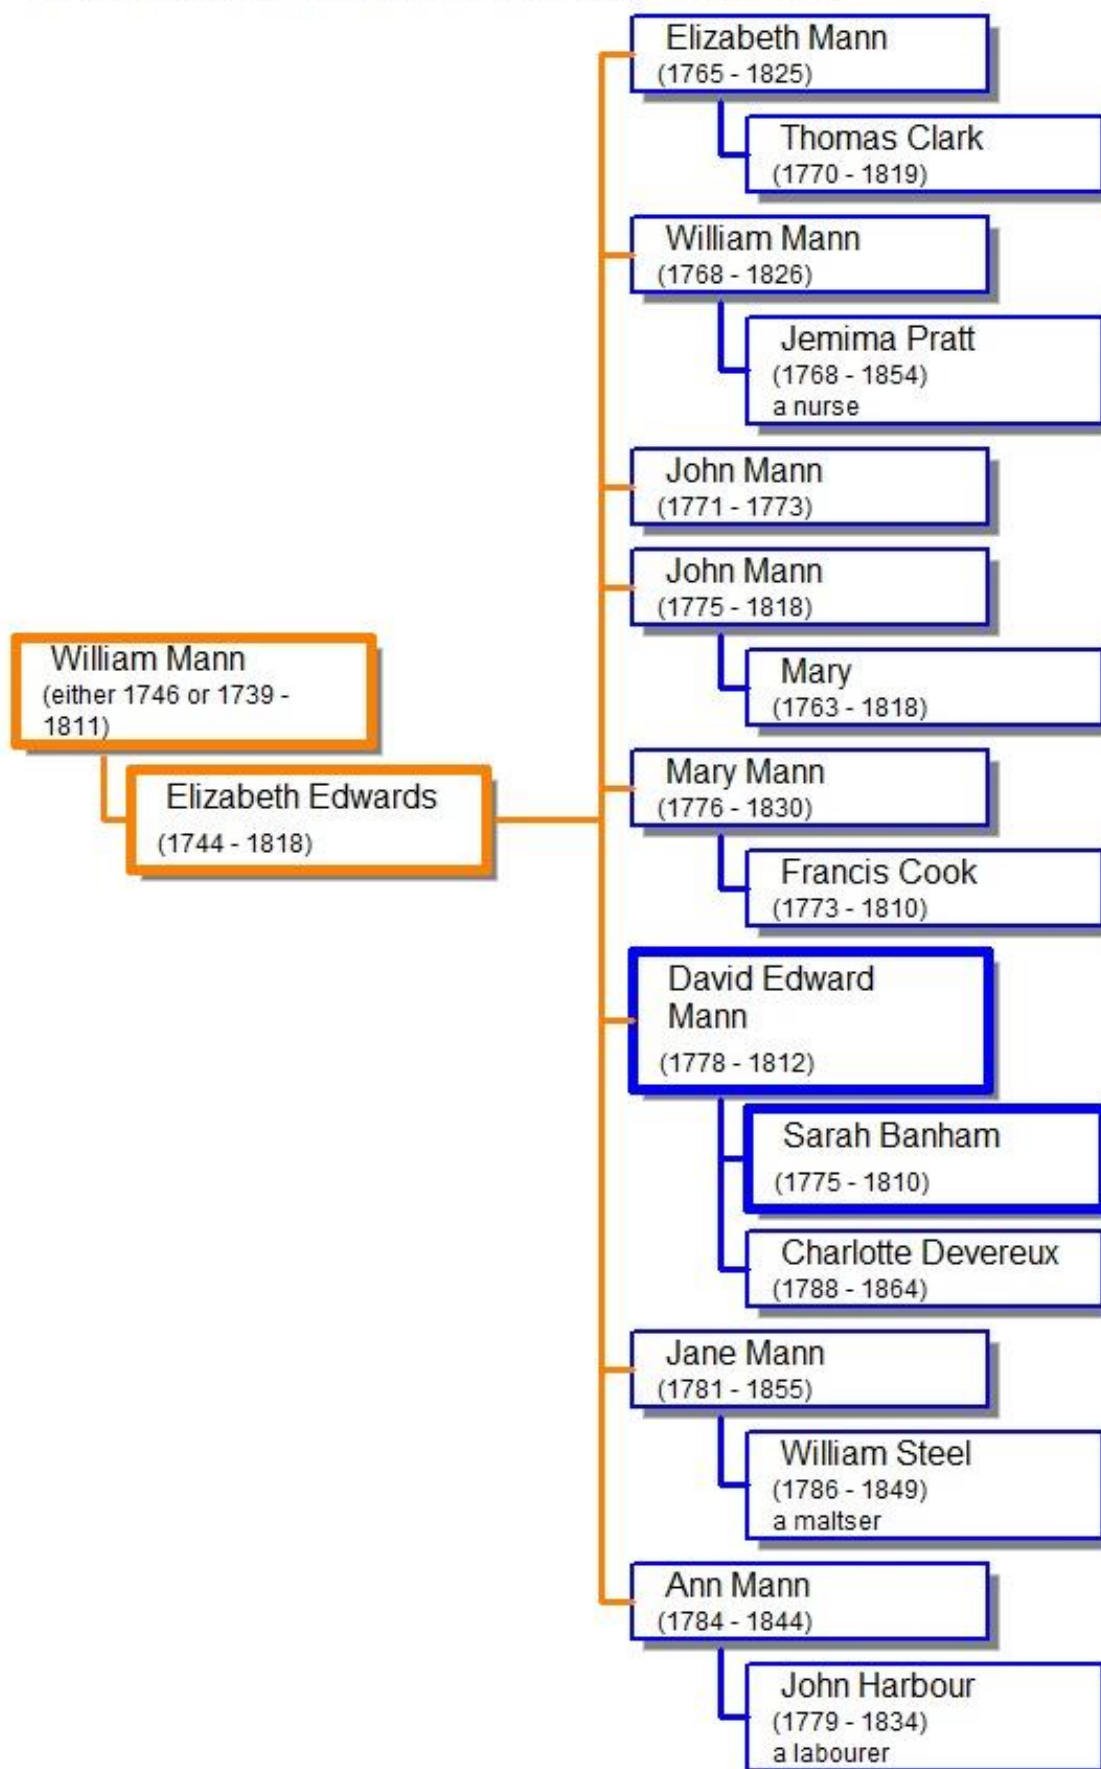 Elizabeth Mann
(1765 - 1825)
Thomas Clark
(1770 - 1819)
William Mann
(1768 - 1826)
Jemima Pratt
(1768 - 1854)
a nurse
John Mann
(1771 - 1773)
John Mann
(1775 - 1818)
Mary
(1763 - 1818)
William Mann
(either 1746 or 1739 -
1811)
Elizabeth Edwards
(1744 - 1818)
Mary Mann
(1776 - 1830)
Francis Cook
(1773 - 1810)
David Edward
Mann
(1778 - 1812)
Sarah Banham
(1775 - 1810)
Charlotte Devereux
(1788 - 1864)
Jane Mann
(1781 - 1855)
William Steel
(1786 - 1849)
a maltser
Ann Mann
(1784 - 1844)
John Harbour
(1779 - 1834)
a labourer